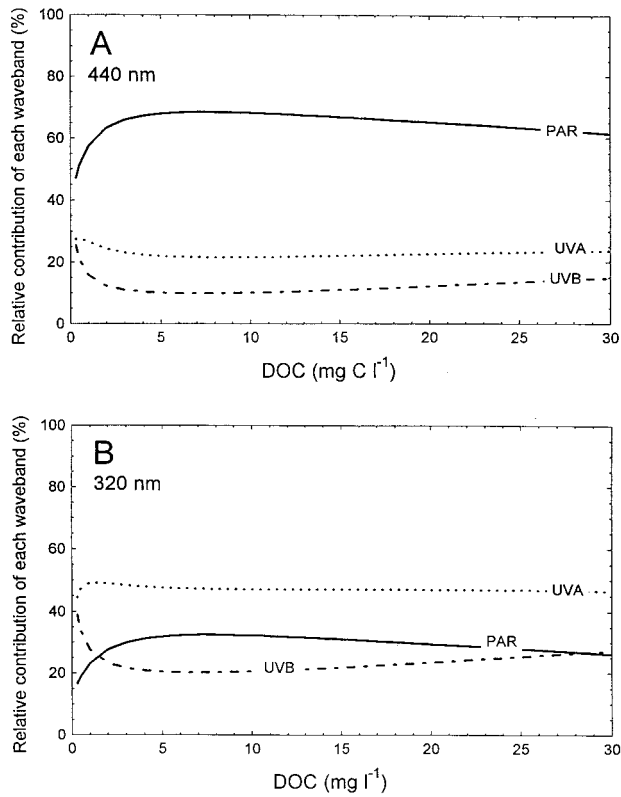 Relative contribution of each waveband (%)
100
80
60
40
20
0
A
440 nm
PAR
UVA
UVB
0
5
10
15
20
25
30
DOC (mg C l⁻¹)
Relative contribution of each waveband (%)
100
80
60
40
20
0
B
320 nm
UVA
PAR
UVB
0
5
10
15
20
25
30
DOC (mg l⁻¹)